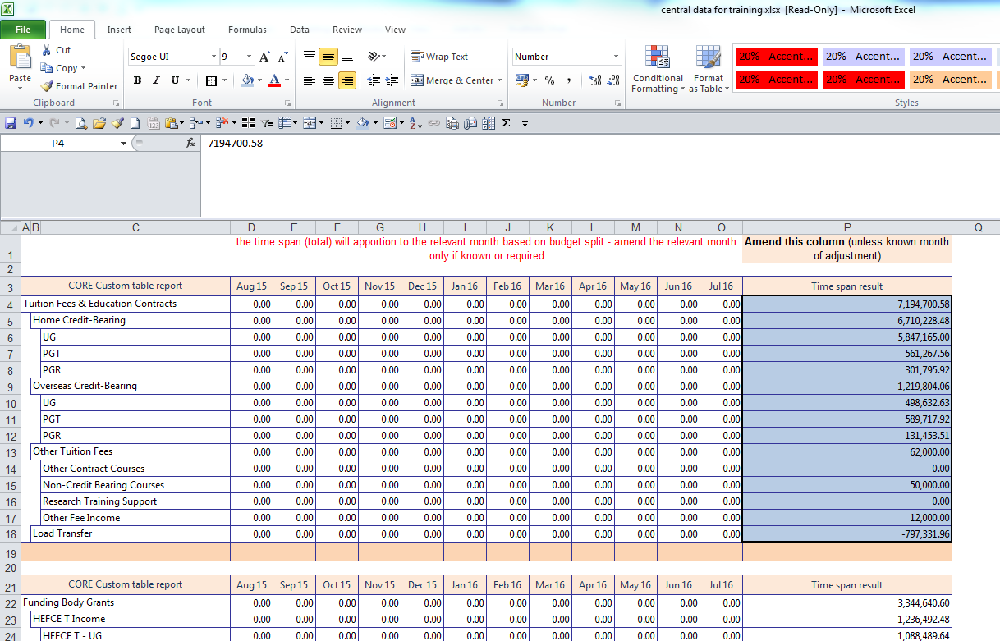 central data for training.xlsx [Read-Only] - Microsoft Excel
File Home Insert Page Layout Formulas Data Review View
Paste Cut Copy Format Painter
Segoe UI 9 A A
B I U A
Wrap Text
Merge & Center
Number
% ,
Conditional Formatting Format as Table
20% - Accent... 20% - Accent... 20% - Accent...
20% - Accent... 20% - Accent... 20% - Accent...
Clipboard Font Alignment Number Styles
P4 fx 7194700.58
A B C D E F G H I J K L M N O P Q
1 the time span (total) will apportion to the relevant month based on budget split - amend the relevant month Amend this column (unless known month
only if known or required of adjustment)
2
3 CORE Custom table report Aug 15 Sep 15 Oct 15 Nov 15 Dec 15 Jan 16 Feb 16 Mar 16 Apr 16 May 16 Jun 16 Jul 16 Time span result
4 Tuition Fees & Education Contracts 0.00 0.00 0.00 0.00 0.00 0.00 0.00 0.00 0.00 0.00 0.00 0.00 7,194,700.58
5 Home Credit-Bearing 0.00 0.00 0.00 0.00 0.00 0.00 0.00 0.00 0.00 0.00 0.00 0.00 6,710,228.48
6 UG 0.00 0.00 0.00 0.00 0.00 0.00 0.00 0.00 0.00 0.00 0.00 0.00 5,847,165.00
7 PGT 0.00 0.00 0.00 0.00 0.00 0.00 0.00 0.00 0.00 0.00 0.00 0.00 561,267.56
8 PGR 0.00 0.00 0.00 0.00 0.00 0.00 0.00 0.00 0.00 0.00 0.00 0.00 301,795.92
9 Overseas Credit-Bearing 0.00 0.00 0.00 0.00 0.00 0.00 0.00 0.00 0.00 0.00 0.00 0.00 1,219,804.06
10 UG 0.00 0.00 0.00 0.00 0.00 0.00 0.00 0.00 0.00 0.00 0.00 0.00 498,632.63
11 PGT 0.00 0.00 0.00 0.00 0.00 0.00 0.00 0.00 0.00 0.00 0.00 0.00 589,717.92
12 PGR 0.00 0.00 0.00 0.00 0.00 0.00 0.00 0.00 0.00 0.00 0.00 0.00 131,453.51
13 Other Tuition Fees 0.00 0.00 0.00 0.00 0.00 0.00 0.00 0.00 0.00 0.00 0.00 0.00 62,000.00
14 Other Contract Courses 0.00 0.00 0.00 0.00 0.00 0.00 0.00 0.00 0.00 0.00 0.00 0.00 0.00
15 Non-Credit Bearing Courses 0.00 0.00 0.00 0.00 0.00 0.00 0.00 0.00 0.00 0.00 0.00 0.00 50,000.00
16 Research Training Support 0.00 0.00 0.00 0.00 0.00 0.00 0.00 0.00 0.00 0.00 0.00 0.00 0.00
17 Other Fee Income 0.00 0.00 0.00 0.00 0.00 0.00 0.00 0.00 0.00 0.00 0.00 0.00 12,000.00
18 Load Transfer 0.00 0.00 0.00 0.00 0.00 0.00 0.00 0.00 0.00 0.00 0.00 0.00 -797,331.96
19
20
21 CORE Custom table report Aug 15 Sep 15 Oct 15 Nov 15 Dec 15 Jan 16 Feb 16 Mar 16 Apr 16 May 16 Jun 16 Jul 16 Time span result
22 Funding Body Grants 0.00 0.00 0.00 0.00 0.00 0.00 0.00 0.00 0.00 0.00 0.00 0.00 3,344,640.60
23 HEFCE T Income 0.00 0.00 0.00 0.00 0.00 0.00 0.00 0.00 0.00 0.00 0.00 0.00 1,236,492.48
24 HEFCE T - UG 0.00 0.00 0.00 0.00 0.00 0.00 0.00 0.00 0.00 0.00 0.00 0.00 1,088,489.64